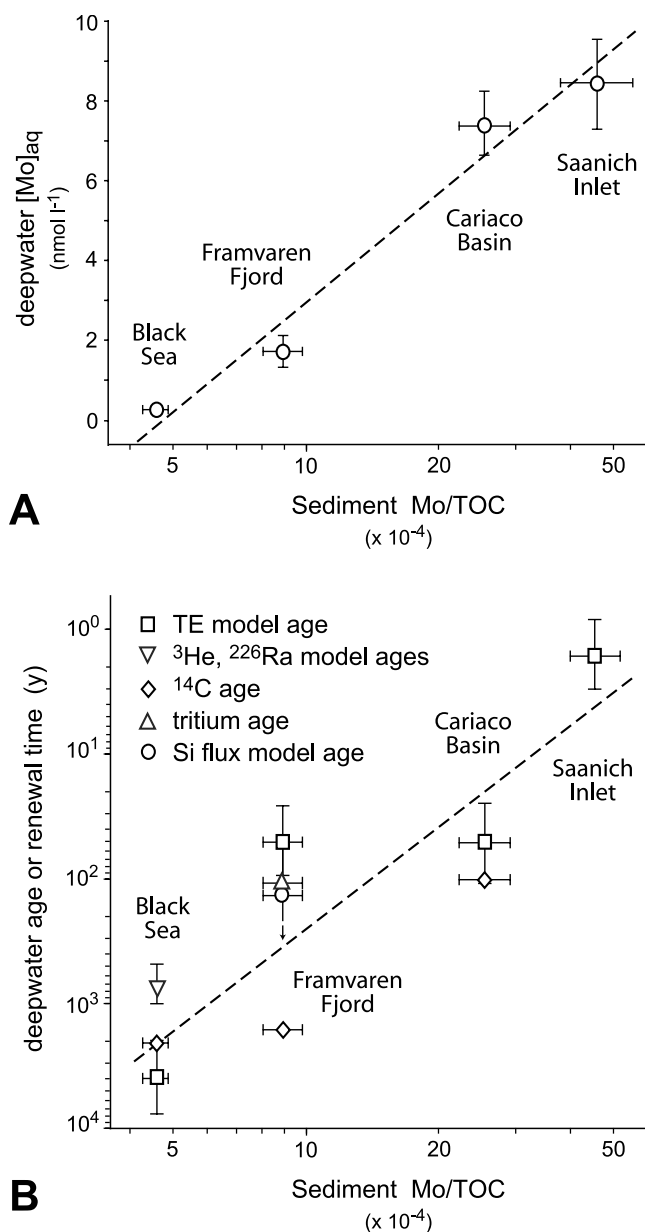 10
8
6
4
2
0
deepwater [Mo]aq
(nmol l-1)
Black
Sea
Framvaren
Fjord
Cariaco
Basin
Saanich
Inlet
5
10
20
50
Sediment Mo/TOC
(x 10-4)
A
10⁰
10¹
10²
10³
10⁴
deepwater age or renewal time (y)
TE model age
³He, ²²⁶Ra model ages
¹⁴C age
tritium age
Si flux model age
Black
Sea
Framvaren
Fjord
Cariaco
Basin
Saanich
Inlet
5
10
20
50
Sediment Mo/TOC
(x 10-4)
B